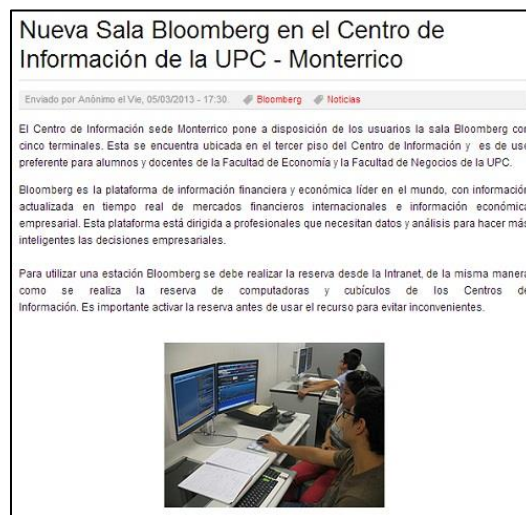 Nueva Sala Bloomberg en el Centro de
Información de la UPC - Monterrico
Enviado por Anónimo el Vie, 05/03/2013 - 17:30. Bloomberg Noticias
El Centro de Información sede Monterrico pone a disposición de los usuarios la sala Bloomberg con
cinco terminales. Esta se encuentra ubicada en el tercer piso del Centro de Información y es de uso
preferente para alumnos y docentes de la Facultad de Economía y la Facultad de Negocios de la UPC.
Bloomberg es la plataforma de información financiera y económica líder en el mundo, con información
actualizada en tiempo real de mercados financieros internacionales e información económica
empresarial. Esta plataforma está dirigida a profesionales que necesitan datos y análisis para hacer más
inteligentes las decisiones empresariales.
Para utilizar una estación Bloomberg se debe realizar la reserva desde la Intranet, de la misma manera
como se realiza la reserva de computadoras y cubículos de los Centros de
Información. Es importante activar la reserva antes de usar el recurso para evitar inconvenientes.